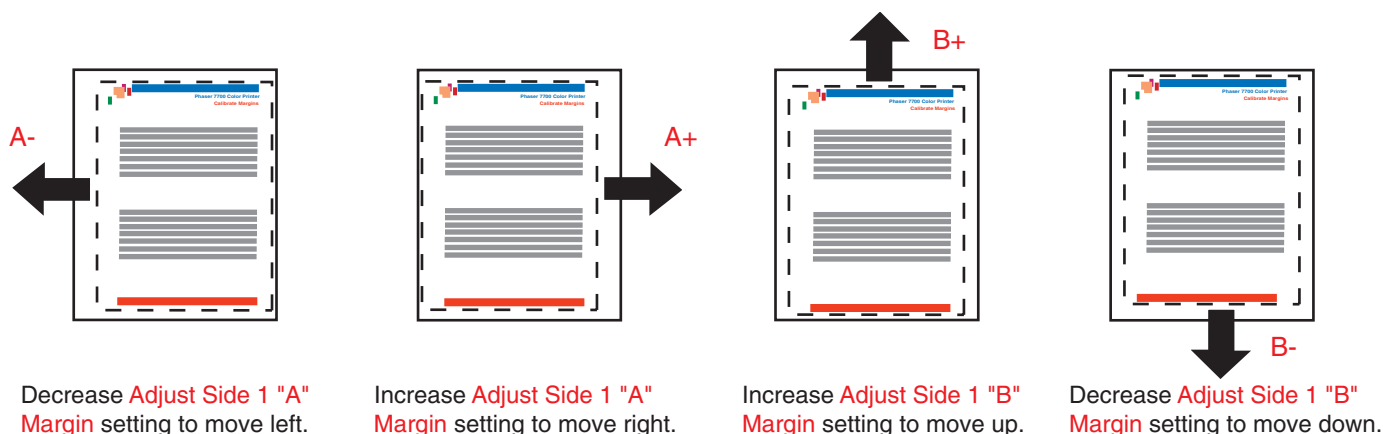 B+
Phaser 7700 Color Printer
Calibrate Margins
Phaser 7700 Color Printer
Calibrate Margins
Phaser 7700 Color Printer
Calibrate Margins
Phaser 7700 Color Printer
Calibrate Margins
A-
A+
B-
Decrease Adjust Side 1 "A"
Margin setting to move left.
Increase Adjust Side 1 "A"
Margin setting to move right.
Increase Adjust Side 1 "B"
Margin setting to move up.
Decrease Adjust Side 1 "B"
Margin setting to move down.